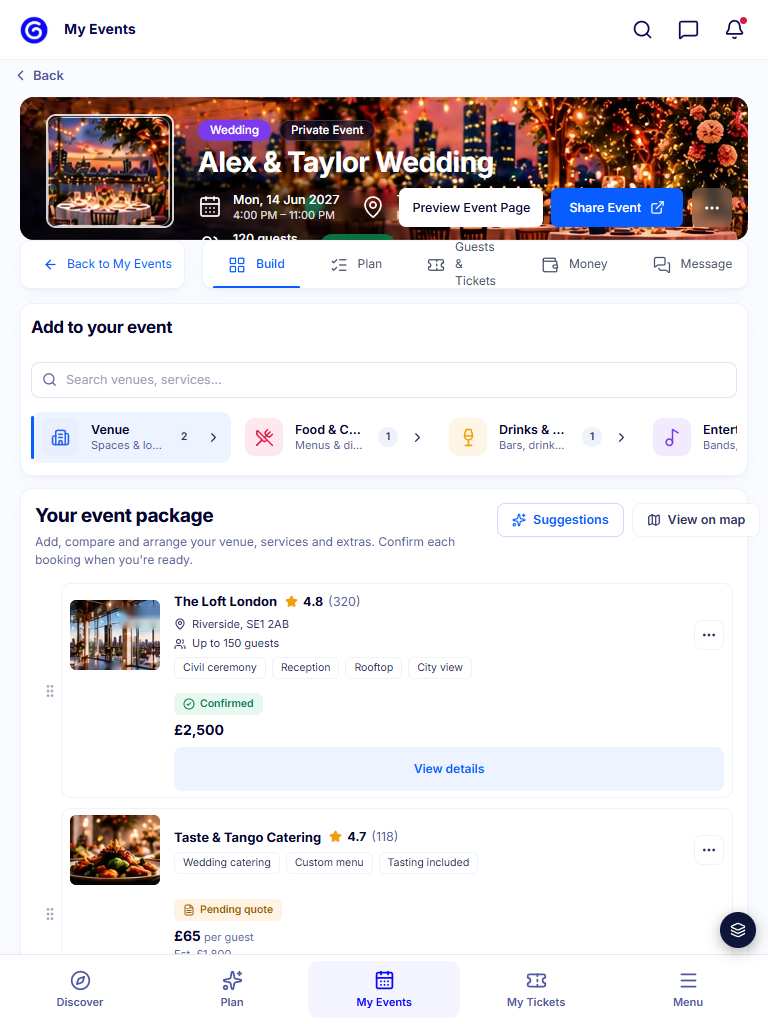 My Events
Back
Wedding
Private Event
Alex & Taylor Wedding
Mon, 14 Jun 2027
4:00 PM – 11:00 PM
Preview Event Page
Share Event
120 guests
Back to My Events
Build
Plan
Guests
&
Tickets
Money
Message
Add to your event
Search venues, services...
Venue
Spaces & lo...
2
Food & C...
Menus & di...
1
Drinks & ...
Bars, drink...
1
Entert
Bands,
Your event package
Suggestions
View on map
Add, compare and arrange your venue, services and extras. Confirm each
booking when you're ready.
The Loft London
4.8 (320)
Riverside, SE1 2AB
Up to 150 guests
Civil ceremony
Reception
Rooftop
City view
Confirmed
£2,500
View details
Taste & Tango Catering
4.7 (118)
Wedding catering
Custom menu
Tasting included
Pending quote
£65 per guest
Est. £1,800
Discover
Plan
My Events
My Tickets
Menu